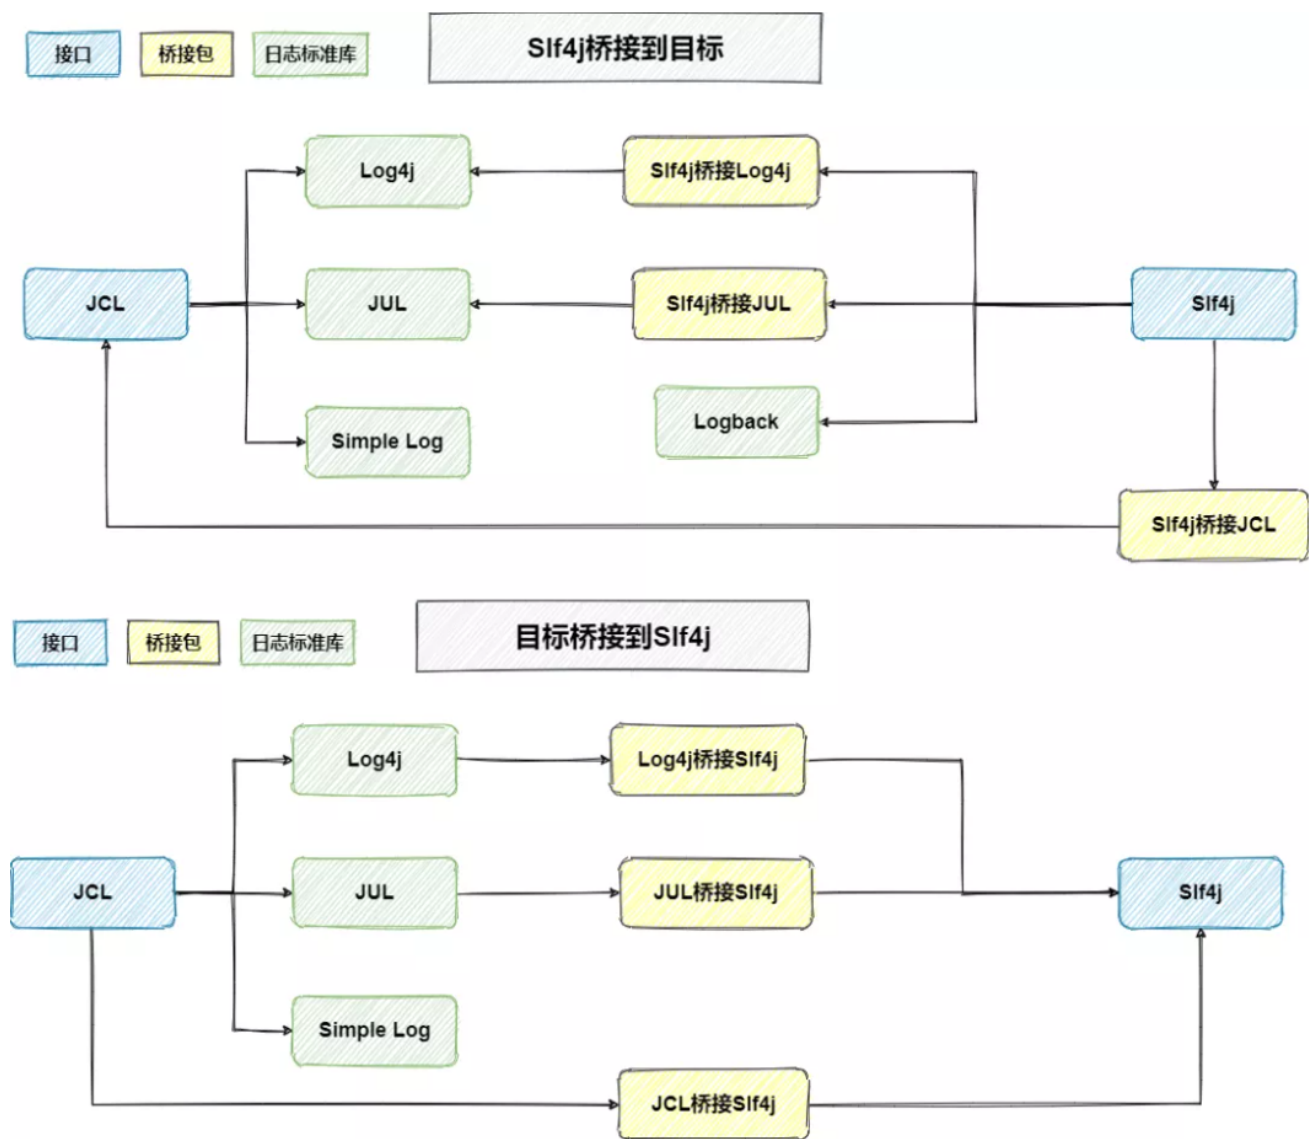 接口
桥接包
日志标准库
Slf4j桥接到目标
Log4j
Slf4j桥接Log4j
JCL
JUL
Slf4j桥接JUL
Slf4j
Logback
Simple Log
Slf4j桥接JCL
接口
桥接包
日志标准库
目标桥接到Slf4j
Log4j
Log4j桥接Slf4j
JCL
JUL
JUL桥接Slf4j
Slf4j
Simple Log
JCL桥接Slf4j